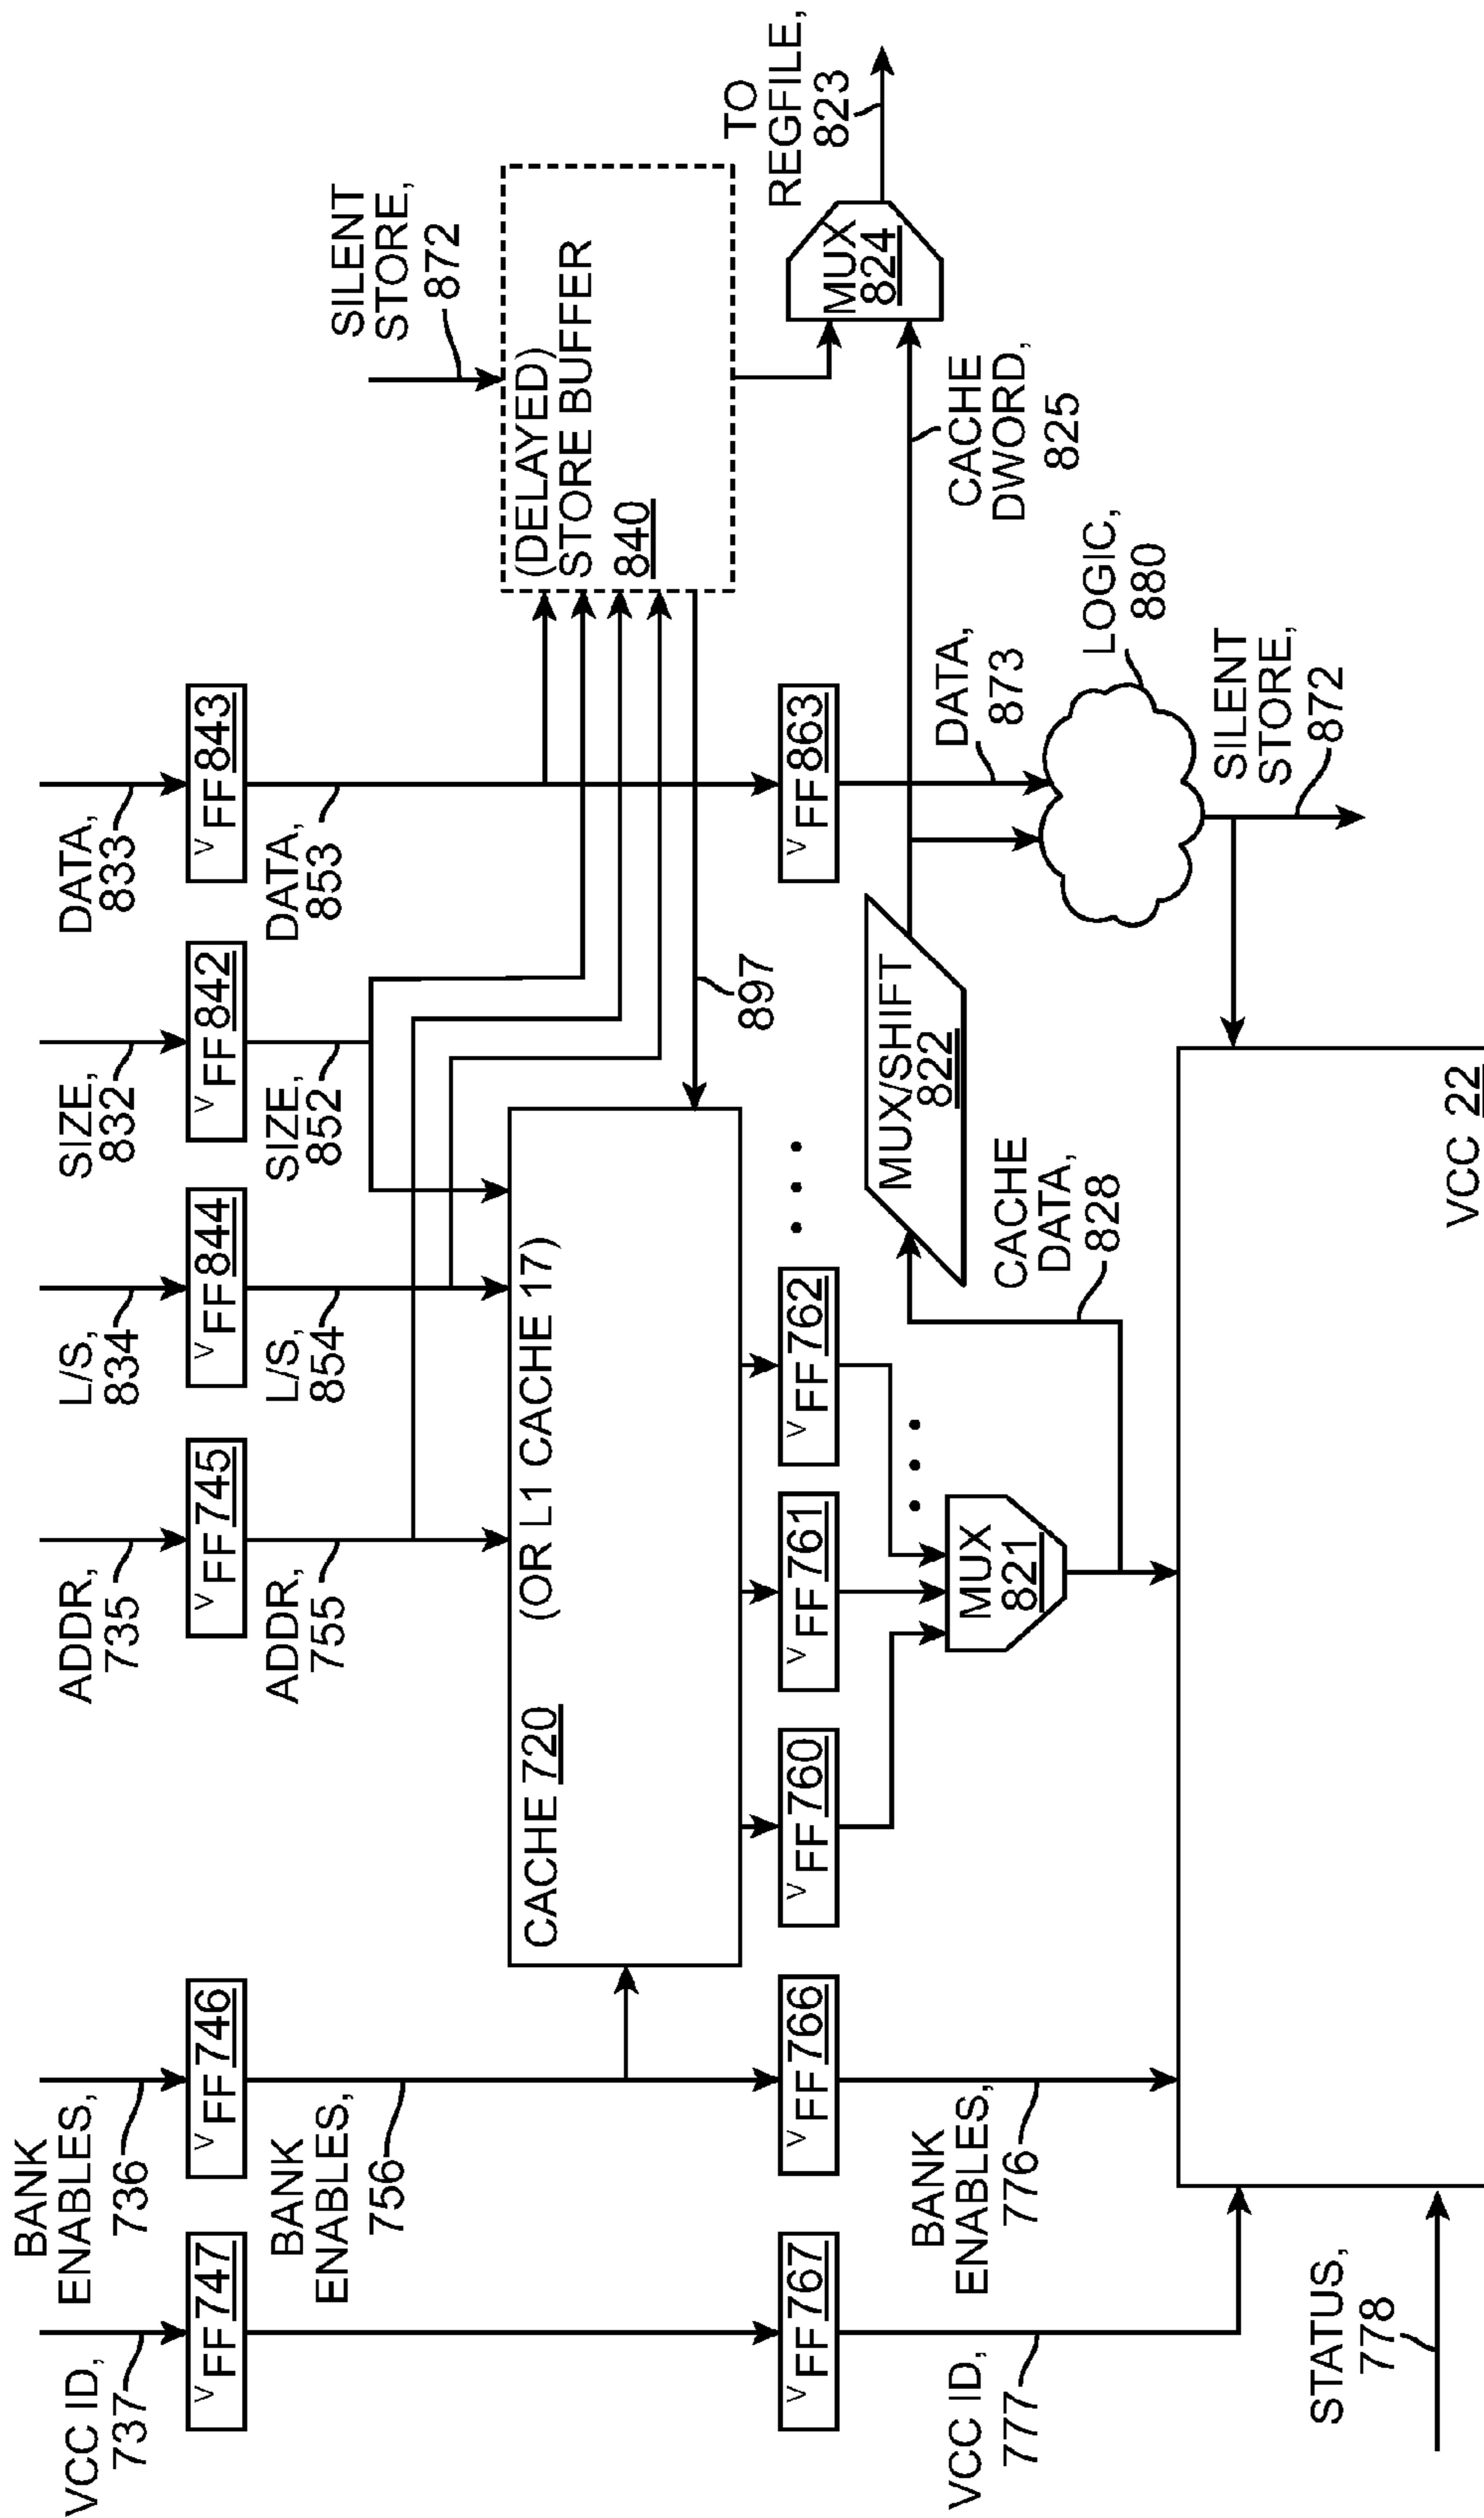 VCC ID,
737
BANK
ENABLES,
736
ADDR,
735
L/S,
834
SIZE,
832
DATA,
833
V FF 747
V FF 746
V FF 745
V FF 844
V FF 842
V FF 843
BANK
ENABLES,
756
ADDR,
755
L/S,
854
SIZE,
852
DATA,
853
SILENT
STORE,
872
CACHE 720
(OR L1 CACHE 17)
(DELAYED)
STORE BUFFER
840
897
TO
REGFILE,
823
V FF 767
V FF 766
V FF 760
V FF 761
V FF 762
V FF 863
MUX
824
VCC ID,
777
BANK
ENABLES,
776
MUX
821
MUX/SHIFT
822
CACHE
DATA,
828
DATA,
873
CACHE
DWORD,
825
LOGIC,
880
SILENT
STORE,
872
STATUS,
778
VCC 22